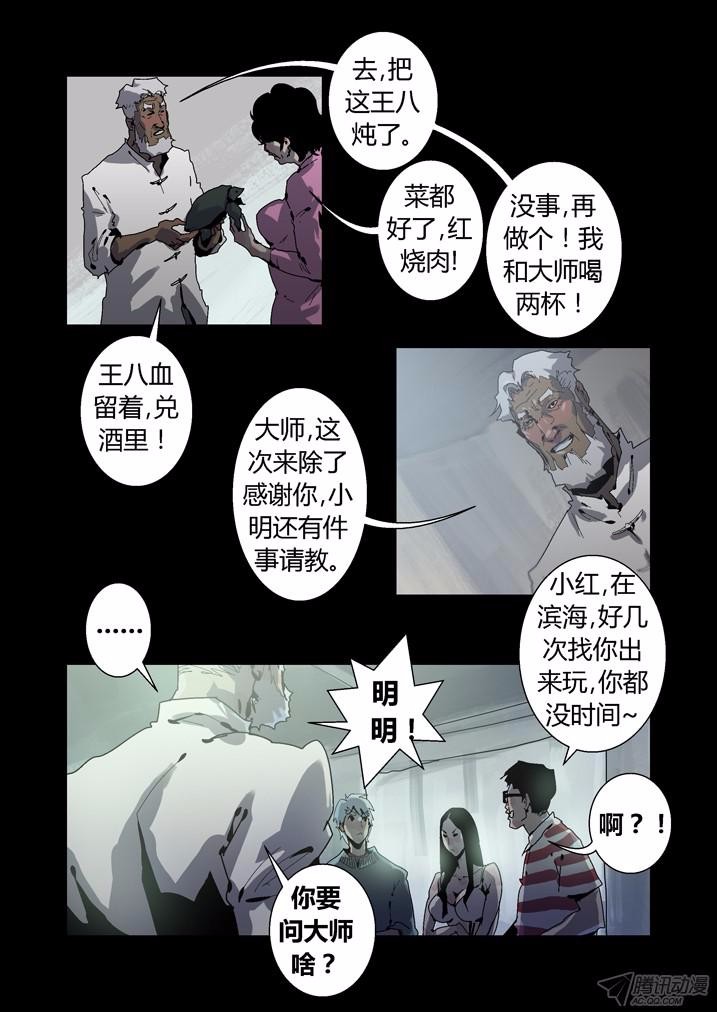 去,把
这王八
炖了。
菜都
好了,红
烧肉!
没事,再
做个！我
和大师喝
两杯！
王八血
留着,兑
酒里！
大师,这
次来除了
感谢你,小
明还有件
事请教。
小红,在
滨海,好几
次找你出
来玩,你都
没时间~
……
明
明！
啊？！
你要
问大师
啥？
腾讯动漫